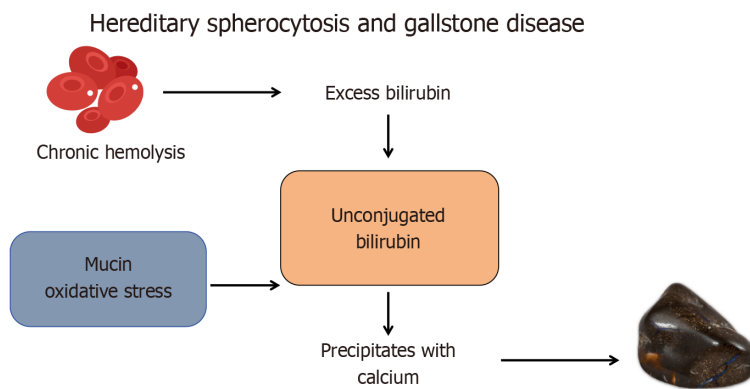 Hereditary spherocytosis and gallstone disease
Excess bilirubin
Chronic hemolysis
Unconjugated
bilirubin
Mucin
oxidative stress
Precipitates with
calcium